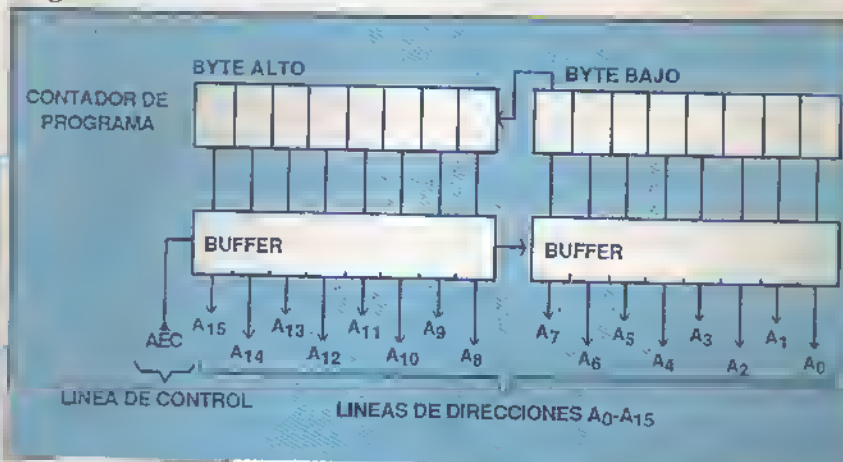 BYTE ALTO
BYTE BAJO
CONTADOR DE
PROGRAMA
BUFFER
BUFFER
AEC
A15 A14 A13 A12 A11 A10 A9 A8
A7 A6 A5 A4 A3 A2 A1 A0
LINEA DE CONTROL
LINEAS DE DIRECCIONES A0-A15